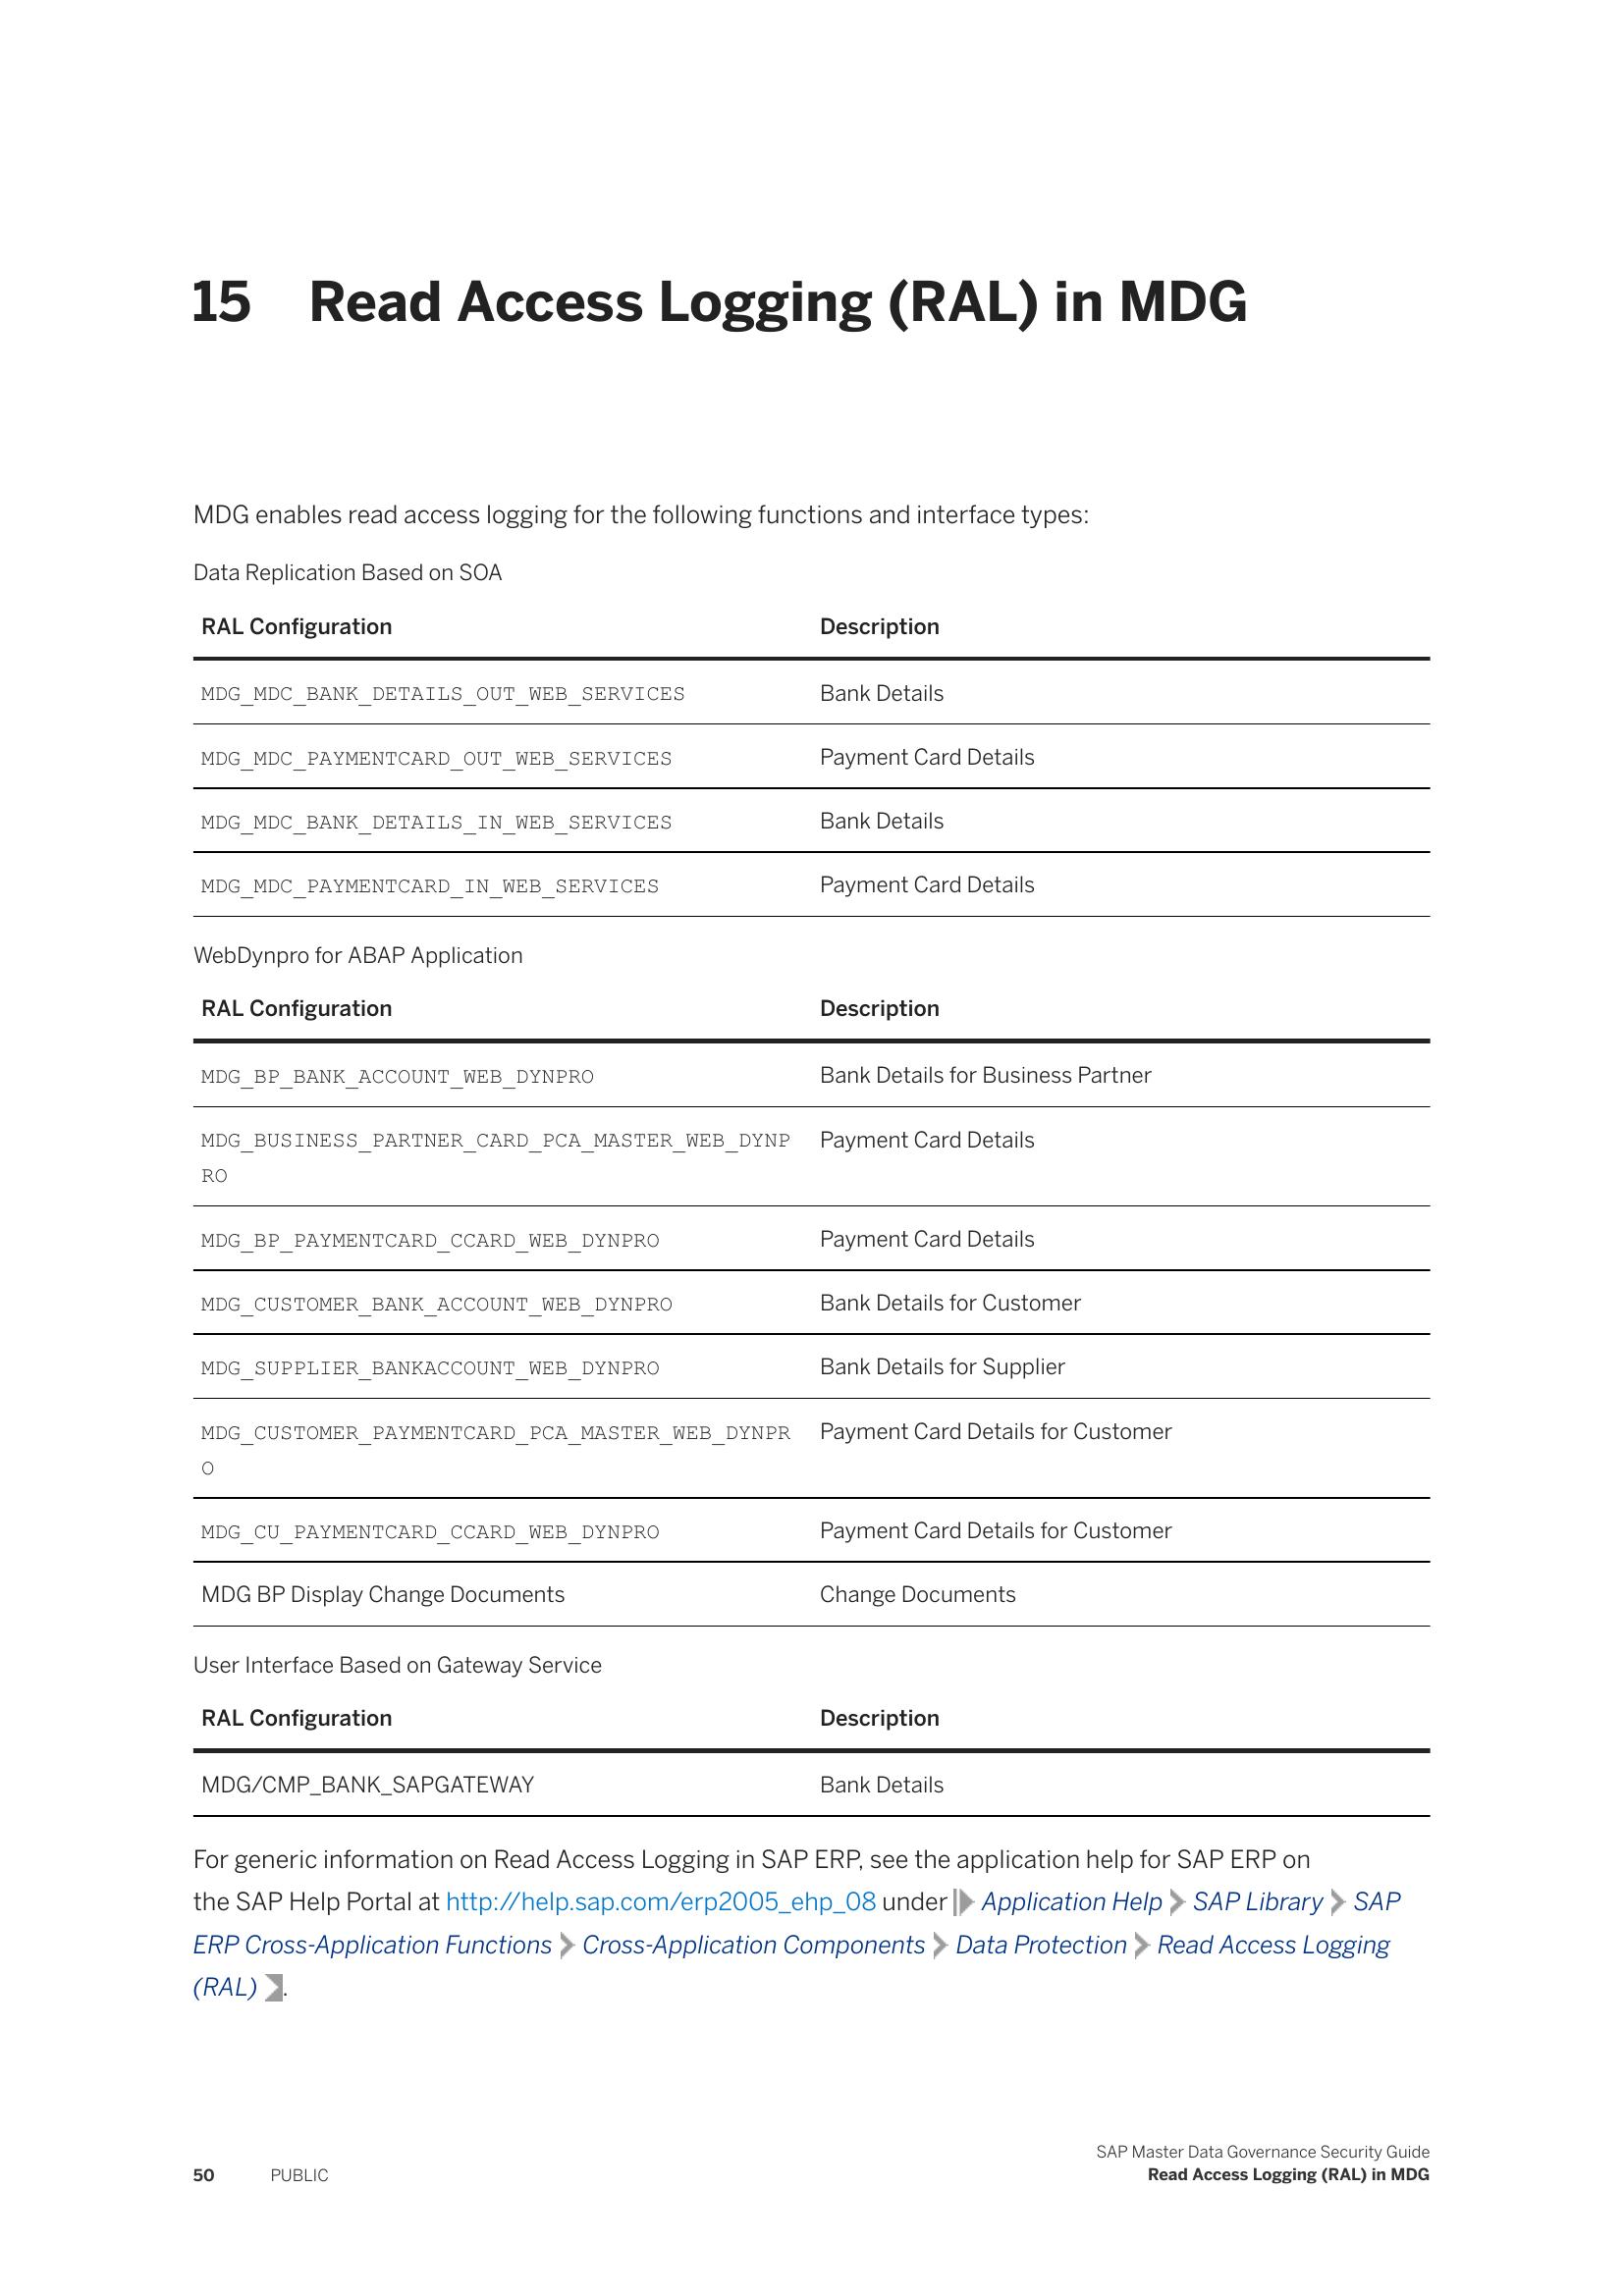 15 Read Access Logging (RAL) in MDG
MDG enables read access logging for the following functions and interface types:
Data Replication Based on SOA
RAL Configuration Description
MDG_MDC_BANK_DETAILS_OUT_WEB_SERVICES Bank Details
MDG_MDC_PAYMENTCARD_OUT_WEB_SERVICES Payment Card Details
MDG_MDC_BANK_DETAILS_IN_WEB_SERVICES Bank Details
MDG_MDC_PAYMENTCARD_IN_WEB_SERVICES Payment Card Details
WebDynpro for ABAP Application
RAL Configuration Description
MDG_BP_BANK_ACCOUNT_WEB_DYNPRO Bank Details for Business Partner
MDG_BUSINESS_PARTNER_CARD_PCA_MASTER_WEB_DYNP Payment Card Details
RO
MDG_BP_PAYMENTCARD_CCARD_WEB_DYNPRO Payment Card Details
MDG_CUSTOMER_BANK_ACCOUNT_WEB_DYNPRO Bank Details for Customer
MDG_SUPPLIER_BANKACCOUNT_WEB_DYNPRO Bank Details for Supplier
MDG_CUSTOMER_PAYMENTCARD_PCA_MASTER_WEB_DYNPR Payment Card Details for Customer
O
MDG_CU_PAYMENTCARD_CCARD_WEB_DYNPRO Payment Card Details for Customer
MDG BP Display Change Documents Change Documents
User Interface Based on Gateway Service
RAL Configuration Description
MDG/CMP_BANK_SAPGATEWAY Bank Details
For generic information on Read Access Logging in SAP ERP, see the application help for SAP ERP on
the SAP Help Portal at http://help.sap.com/erp2005_ehp_08 under Application Help SAP Library SAP
ERP Cross-Application Functions Cross-Application Components Data Protection Read Access Logging
(RAL) .
SAP Master Data Governance Security Guide
50 PUBLIC Read Access Logging (RAL) in MDG